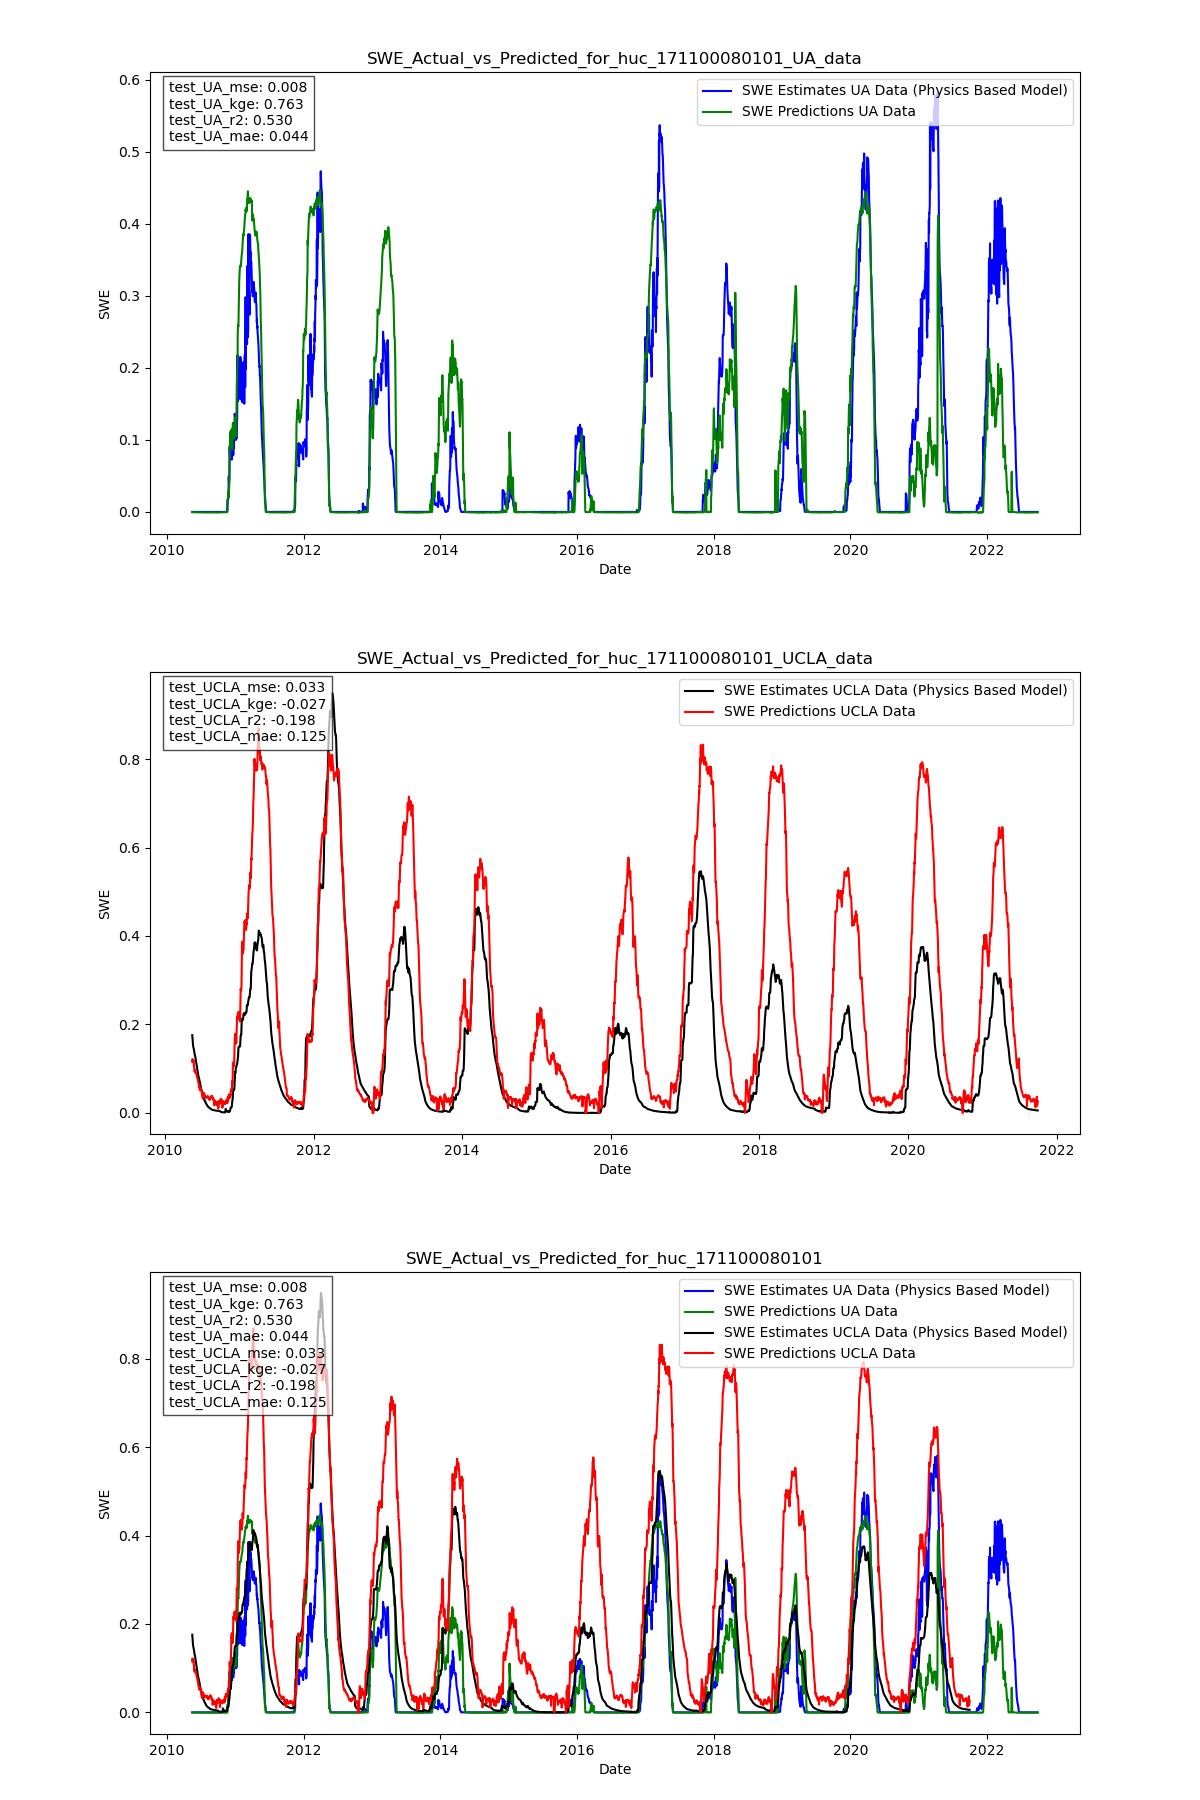 SWE_Actual_vs_Predicted_for_huc_171100080101_UA_data
test_UA_mse: 0.008
test_UA_kge: 0.763
test_UA_r2: 0.530
test_UA_mae: 0.044
SWE Estimates UA Data (Physics Based Model)
SWE Predictions UA Data
0.6
0.5
0.4
0.3
0.2
0.1
0.0
SWE
2010
2012
2014
2016
2018
2020
2022
Date
SWE_Actual_vs_Predicted_for_huc_171100080101_UCLA_data
test_UCLA_mse: 0.033
test_UCLA_kge: -0.027
test_UCLA_r2: -0.198
test_UCLA_mae: 0.125
SWE Estimates UCLA Data (Physics Based Model)
SWE Predictions UCLA Data
0.8
0.6
0.4
0.2
0.0
SWE
2010
2012
2014
2016
2018
2020
2022
Date
SWE_Actual_vs_Predicted_for_huc_171100080101
test_UA_mse: 0.008
test_UA_kge: 0.763
test_UA_r2: 0.530
test_UA_mae: 0.044
test_UCLA_mse: 0.033
test_UCLA_kge: -0.027
test_UCLA_r2: -0.198
test_UCLA_mae: 0.125
SWE Estimates UA Data (Physics Based Model)
SWE Predictions UA Data
SWE Estimates UCLA Data (Physics Based Model)
SWE Predictions UCLA Data
0.8
0.6
0.4
0.2
0.0
SWE
2010
2012
2014
2016
2018
2020
2022
Date